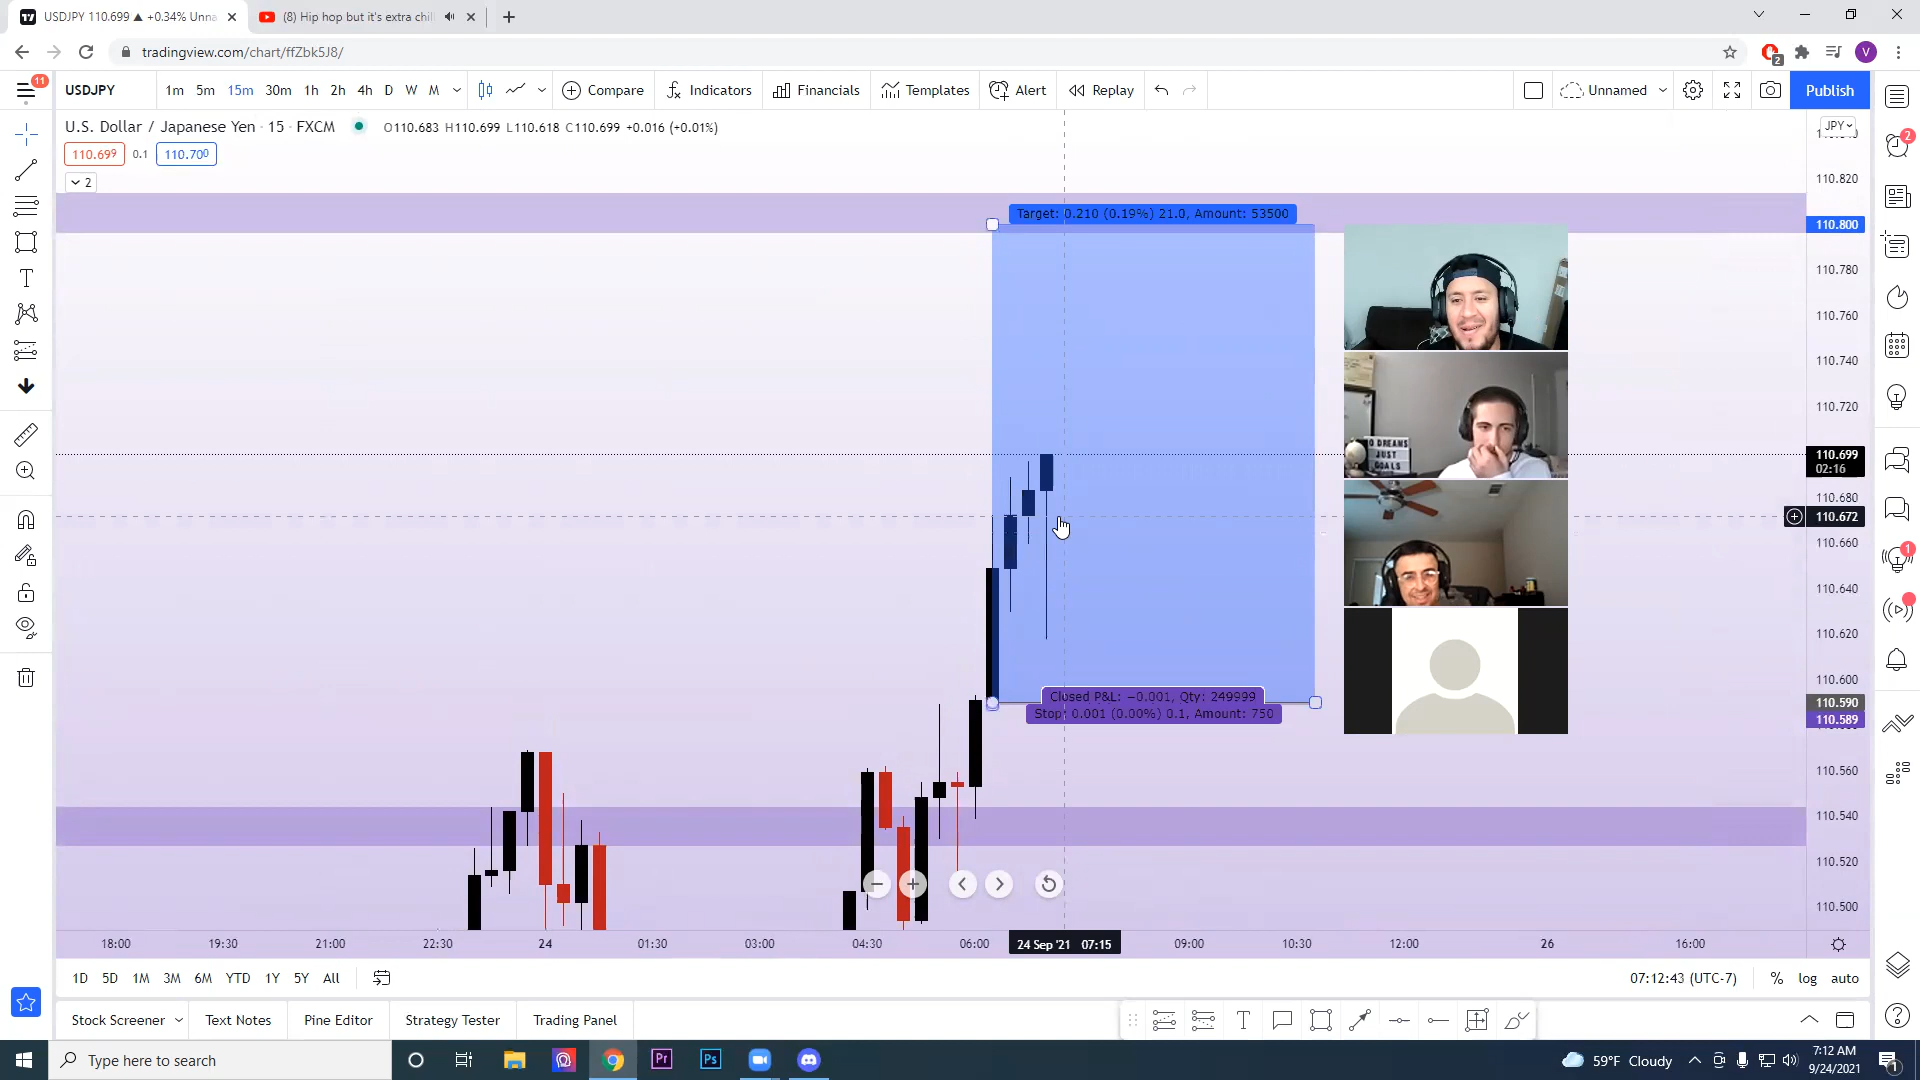 USDJPY 110.699 ▲ +0.34% Unna
(8) Hip hop but it's extra chil
tradingview.com/chart/ffZbk5J8/
2
V
11
USDJPY
1m 5m 15m 30m 1h 2h 4h D W M
Compare
Indicators
Financials
Templates
Alert
Replay
Unnamed
Publish
U.S. Dollar / Japanese Yen · 15 · FXCM
O110.683 H110.699 L110.618 C110.699 +0.016 (+0.01%)
JPY
2
110.699
0.1
110.700
2
110.820
Target: 0.210 (0.19%) 21.0, Amount: 53500
110.800
110.780
110.760
110.740
110.720
O DREAMS
JUST
GOALS
110.699
02:16
110.680
110.672
110.660
1
110.640
110.620
110.600
Closed P&L: −0.001, Qty: 249999
110.590
Stop: 0.001 (0.00%) 0.1, Amount: 750
110.589
110.560
110.540
110.520
110.500
18:00 19:30 21:00 22:30 24 01:30 03:00 04:30 06:00 24 Sep '21 07:15 09:00 10:30 12:00 26 16:00
1D 5D 1M 3M 6M YTD 1Y 5Y All
07:12:43 (UTC-7)
% log auto
Stock Screener
Text Notes
Pine Editor
Strategy Tester
Trading Panel
T
Type here to search
Pr
Ps
59°F Cloudy
7:12 AM
9/24/2021
1